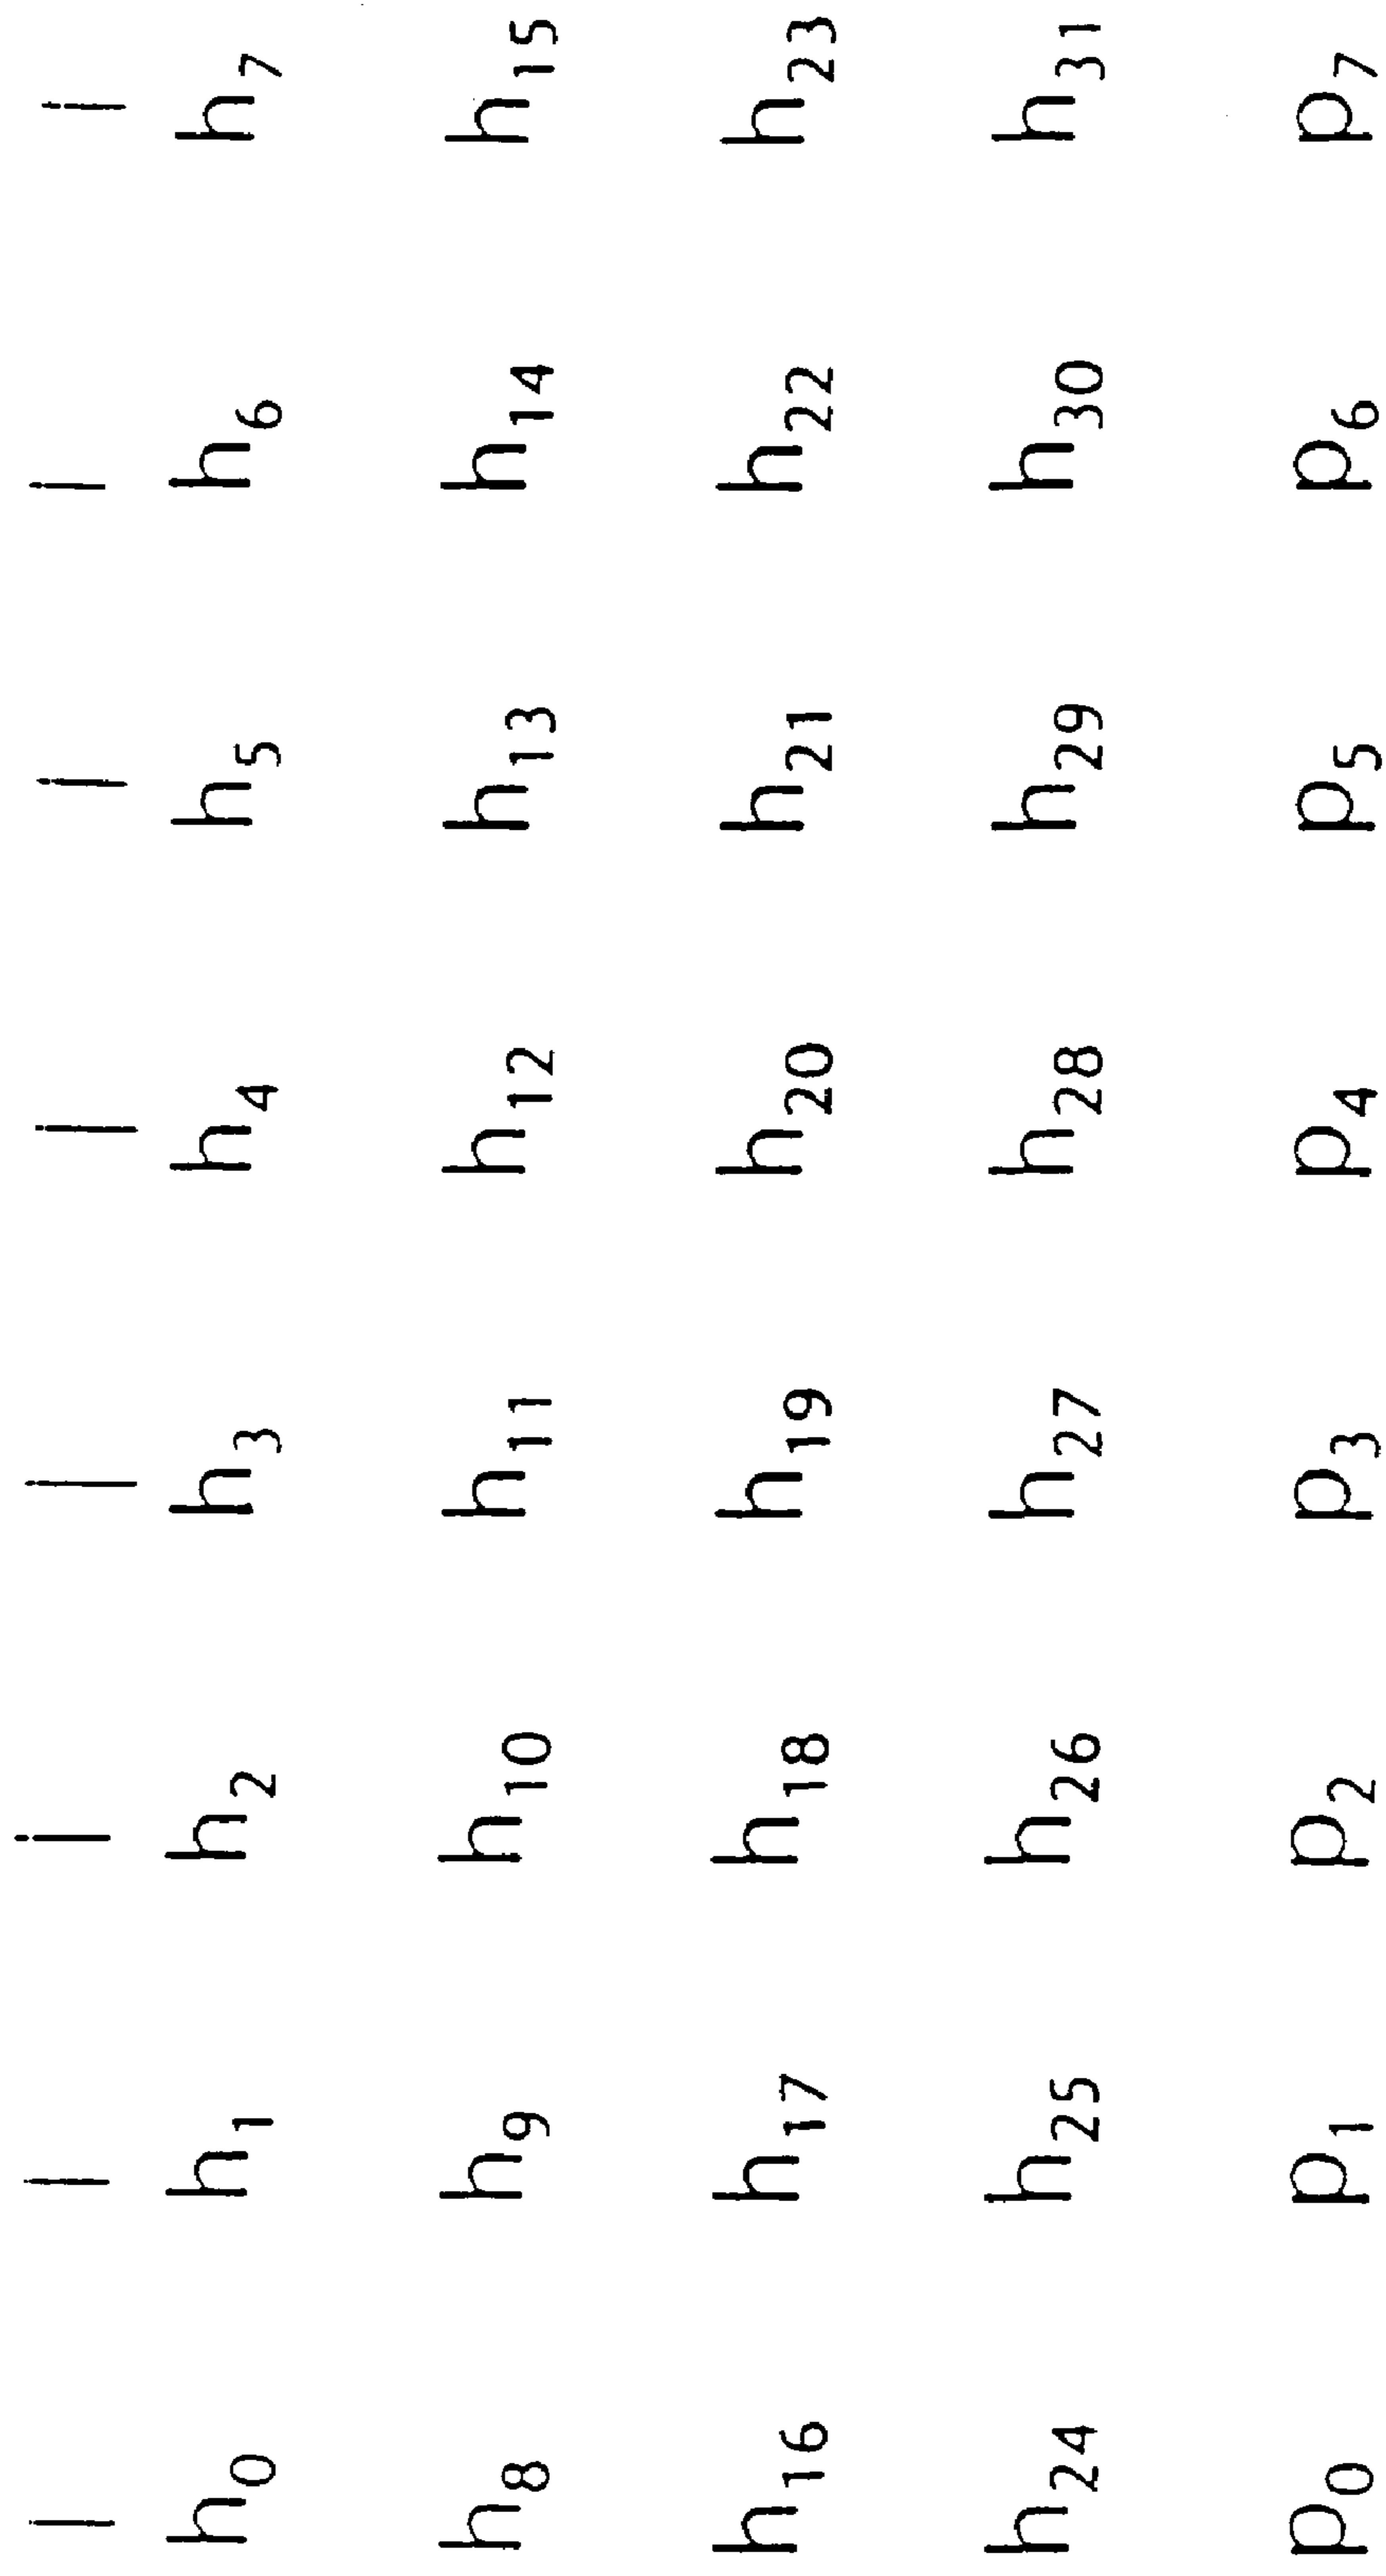 h₀ h₁ h₂ h₃ h₄ h₅ h₆ h₇
h₈ h₉ h₁₀ h₁₁ h₁₂ h₁₃ h₁₄ h₁₅
h₁₆ h₁₇ h₁₈ h₁₉ h₂₀ h₂₁ h₂₂ h₂₃
h₂₄ h₂₅ h₂₆ h₂₇ h₂₈ h₂₉ h₃₀ h₃₁
p₀ p₁ p₂ p₃ p₄ p₅ p₆ p₇